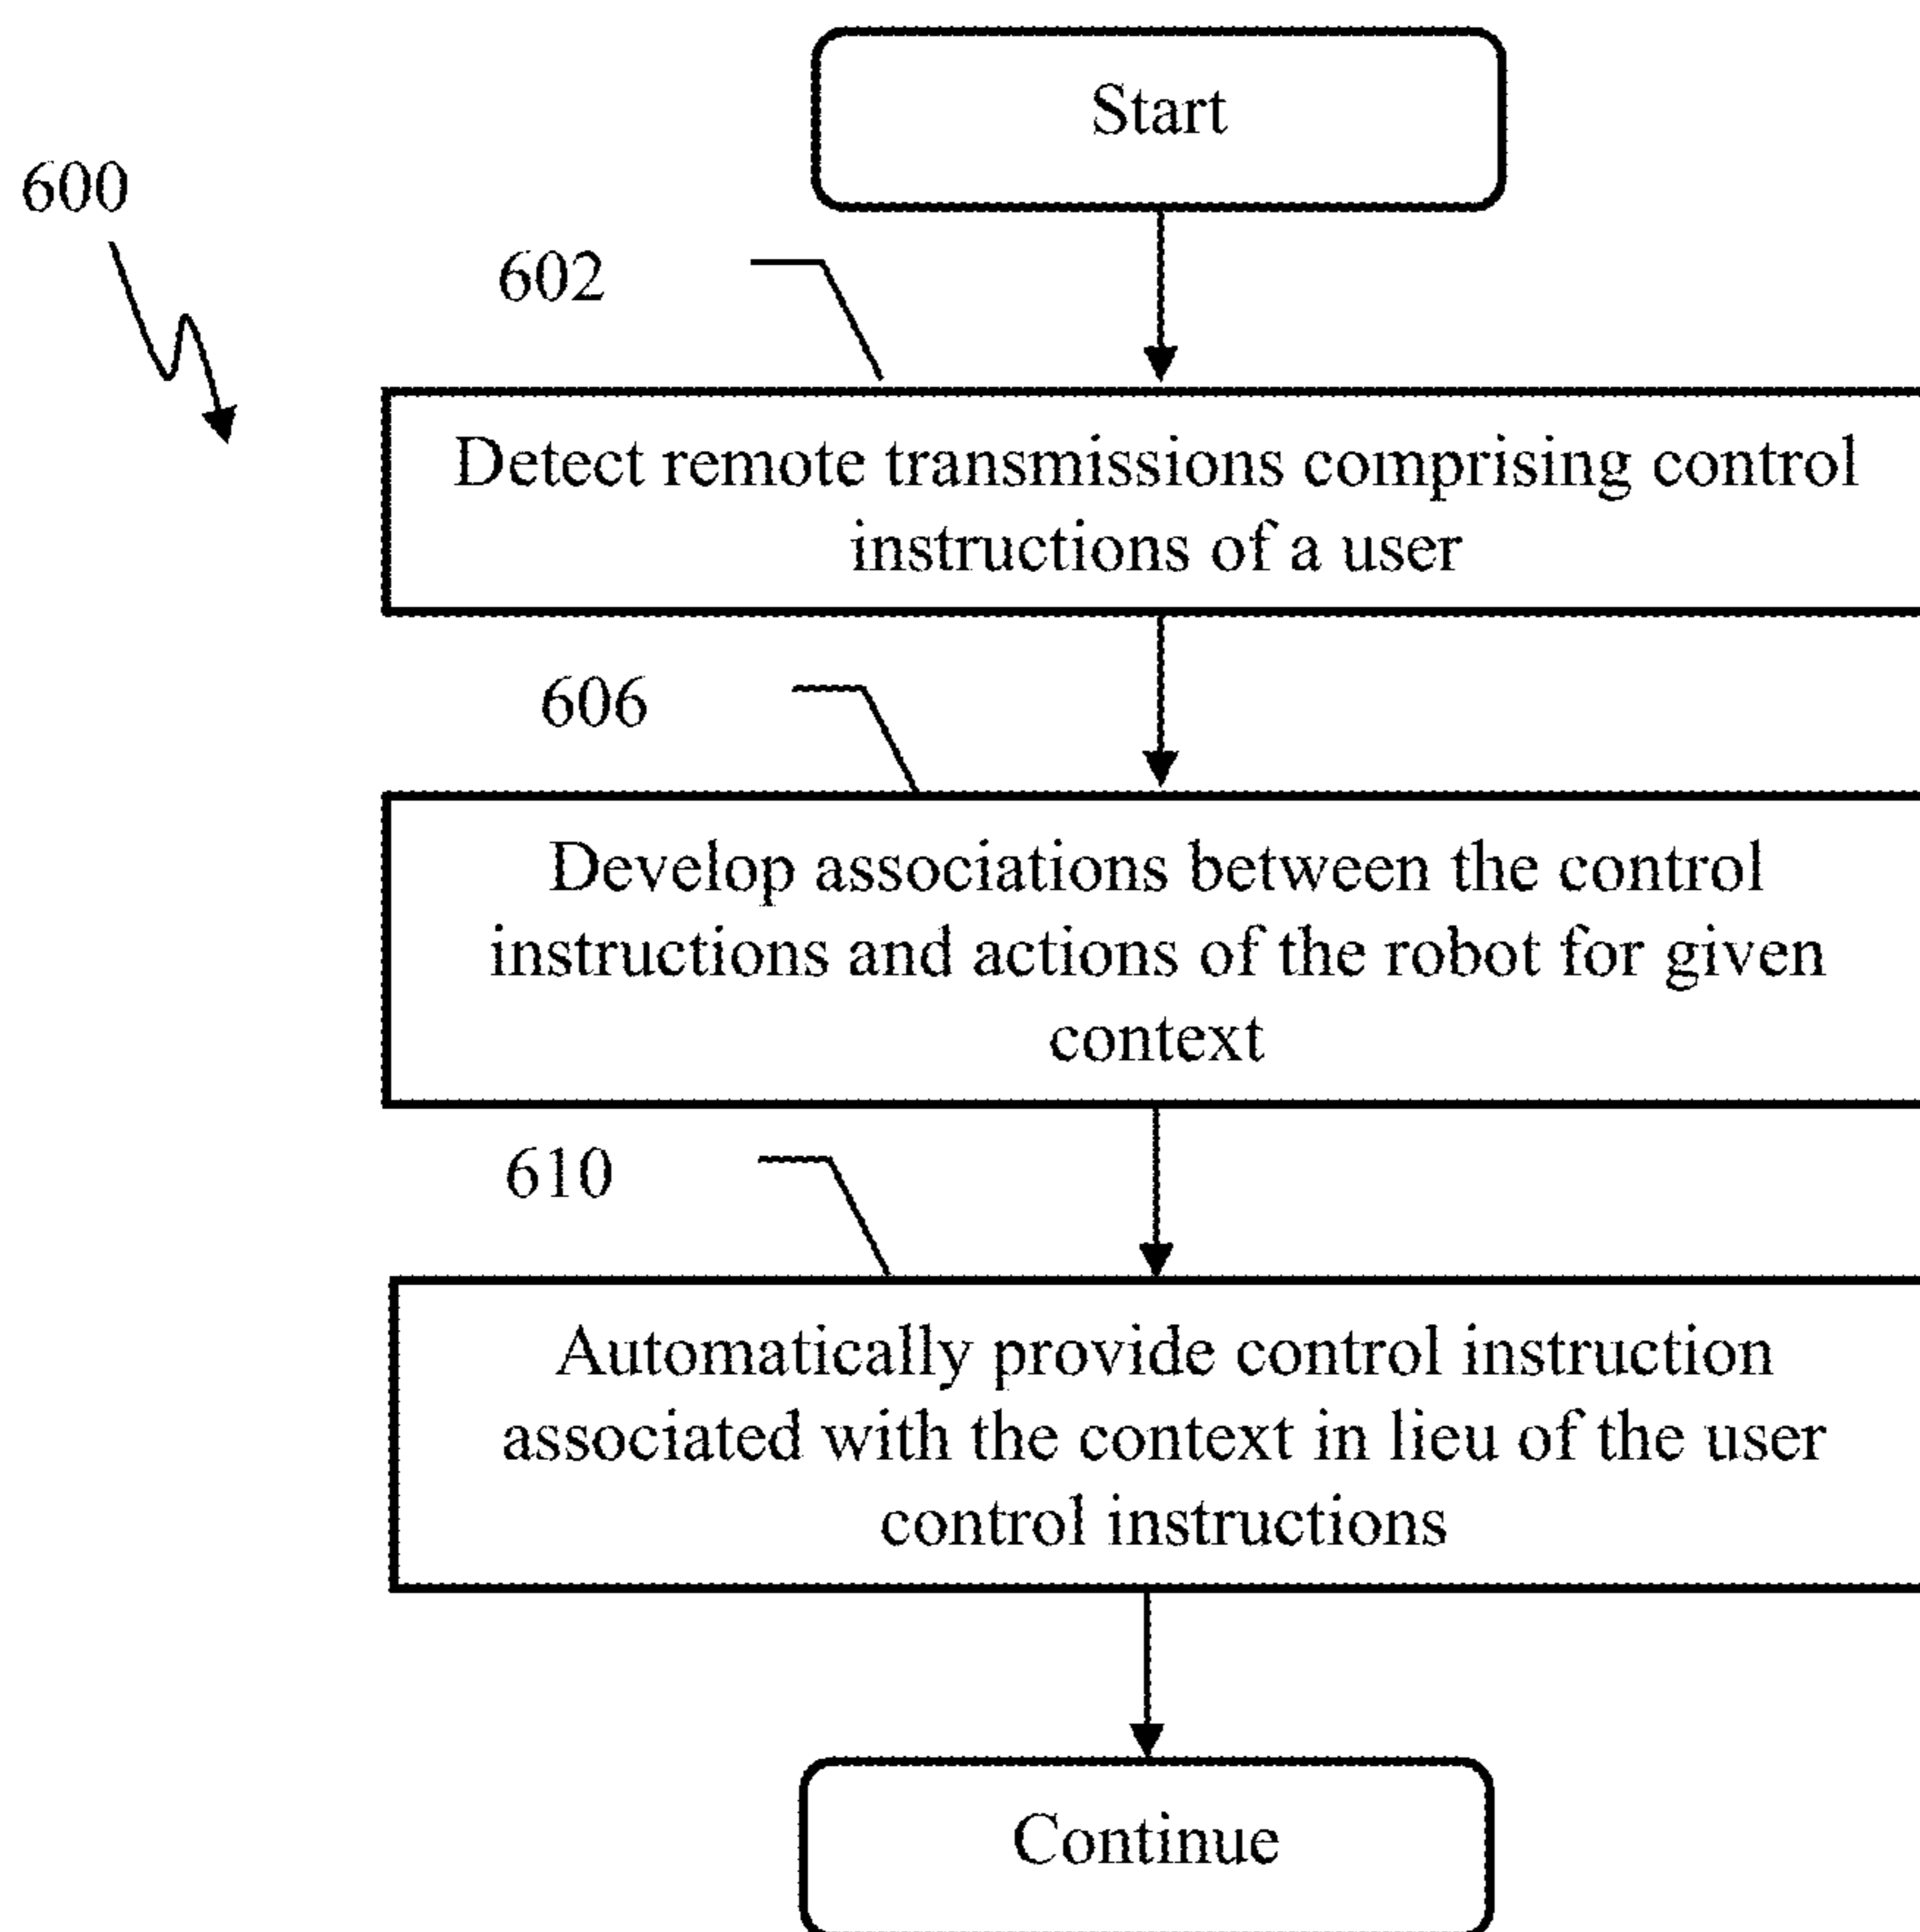 Start
600
602
Detect remote transmissions comprising control
instructions of a user
606
Develop associations between the control
instructions and actions of the robot for given
context
610
Automatically provide control instruction
associated with the context in lieu of the user
control instructions
Continue